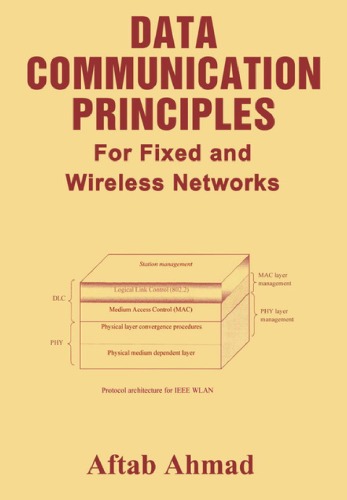 DATA
COMMUNICATION
PRINCIPLES
For Fixed and
Wireless Networks
Station management
Logical Link Control (802.2)
MAC layer
management
DLC
Medium Access Control (MAC)
PHY layer
management
Physical layer convergence procedures
PHY
Physical medium dependent layer
Protocol architecture for IEEE WLAN
Aftab Ahmad